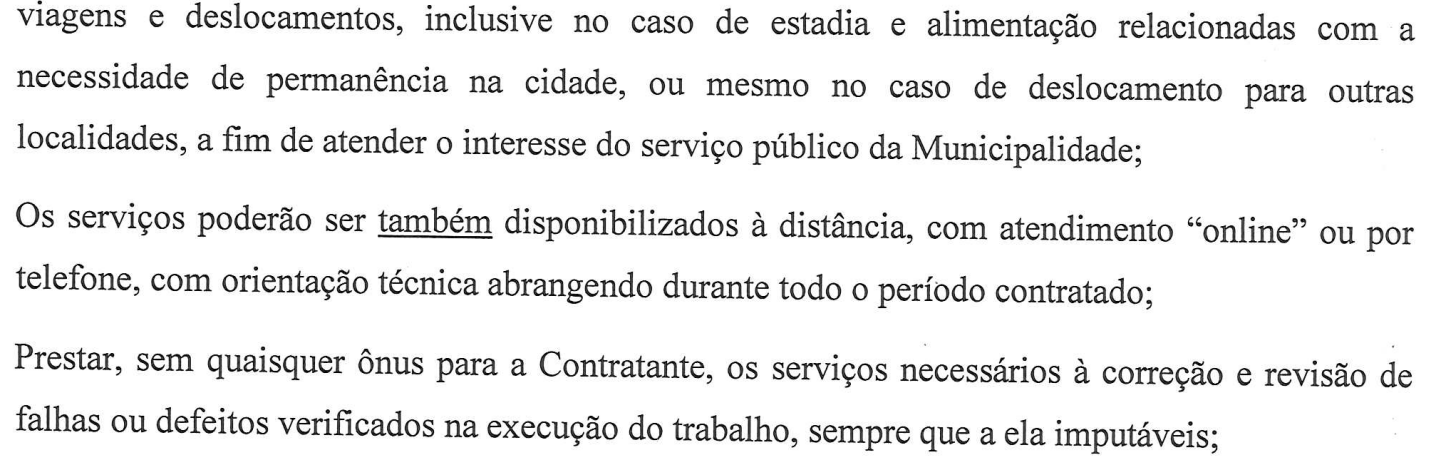 viagens e deslocamentos, inclusive no caso de estadia e alimentação relacionadas com a
necessidade de permanência na cidade, ou mesmo no caso de deslocamento para outras
localidades, a fim de atender o interesse do serviço público da Municipalidade;
Os serviços poderão ser também disponibilizados à distância, com atendimento “online” ou por
telefone, com orientação técnica abrangendo durante todo o período contratado;
Prestar, sem quaisquer ônus para a Contratante, os serviços necessários à correção e revisão de
falhas ou defeitos verificados na execução do trabalho, sempre que a ela imputáveis;